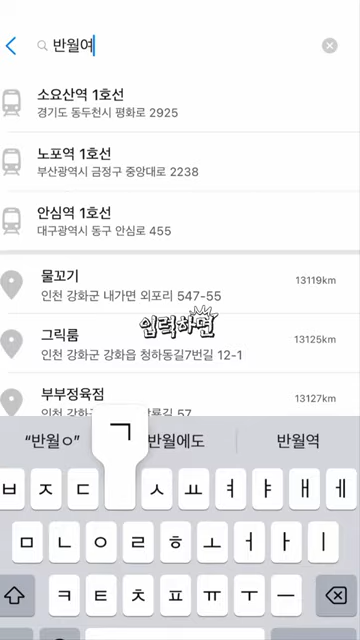 반월여
소요산역 1호선
경기도 동두천시 평화로 2925
노포역 1호선
부산광역시 금정구 중앙대로 2238
안심역 1호선
대구광역시 동구 안심로 455
물꼬기
13119km
인천 강화군 내가면 외포리 547-55
입력하면
그릭룸
13125km
인천 강화군 강화읍 청하동길7번길 12-1
부부정육점
13127km
인천 57
“반월ㅇ” 반월에도 반월역
ㄱ
ㅂ ㅈ ㄷ ㅅ ㅛ ㅕ ㅑ ㅐ ㅔ
ㅁ ㄴ ㅇ ㄹ ㅎ ㅗ ㅓ ㅏ ㅣ
ㅋ ㅌ ㅊ ㅍ ㅠ ㅜ ㅡ